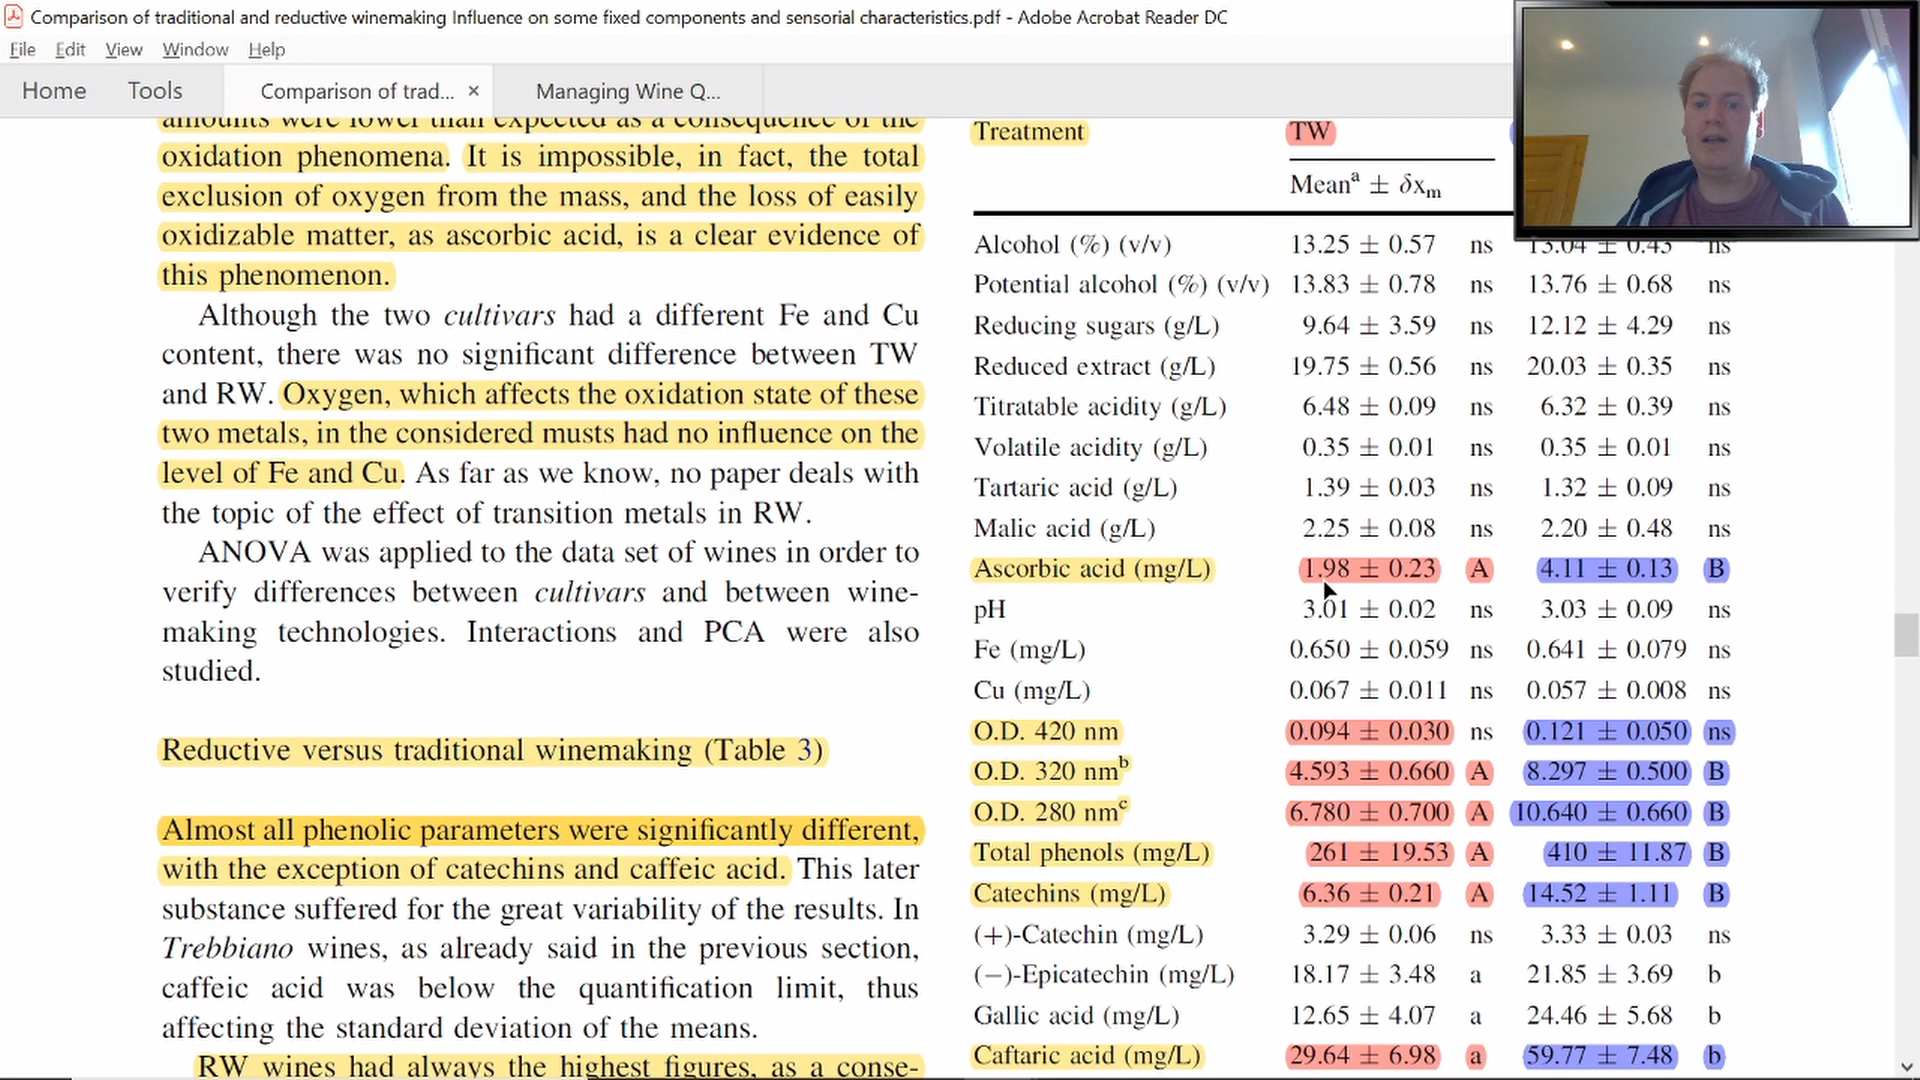 Comparison of traditional and reductive winemaking Influence on some fixed components and sensorial characteristics.pdf - Adobe Acrobat Reader DC
File Edit View Window Help
Home Tools Comparison of trad... × Managing Wine Q...
amounts were lower than expected as a consequence of the
oxidation phenomena. It is impossible, in fact, the total
exclusion of oxygen from the mass, and the loss of easily
oxidizable matter, as ascorbic acid, is a clear evidence of
this phenomenon.
Although the two cultivars had a different Fe and Cu
content, there was no significant difference between TW
and RW. Oxygen, which affects the oxidation state of these
two metals, in the considered musts had no influence on the
level of Fe and Cu. As far as we know, no paper deals with
the topic of the effect of transition metals in RW.
ANOVA was applied to the data set of wines in order to
verify differences between cultivars and between wine-
making technologies. Interactions and PCA were also
studied.
Reductive versus traditional winemaking (Table 3)
Almost all phenolic parameters were significantly different,
with the exception of catechins and caffeic acid. This later
substance suffered for the great variability of the results. In
Trebbiano wines, as already said in the previous section,
caffeic acid was below the quantification limit, thus
affecting the standard deviation of the means.
RW wines had always the highest figures, as a conse-
Treatment TW
Meanᵃ ± δxₘ
Alcohol (%) (v/v) 13.25 ± 0.57 ns 13.04 ± 0.43 ns
Potential alcohol (%) (v/v) 13.83 ± 0.78 ns 13.76 ± 0.68 ns
Reducing sugars (g/L) 9.64 ± 3.59 ns 12.12 ± 4.29 ns
Reduced extract (g/L) 19.75 ± 0.56 ns 20.03 ± 0.35 ns
Titratable acidity (g/L) 6.48 ± 0.09 ns 6.32 ± 0.39 ns
Volatile acidity (g/L) 0.35 ± 0.01 ns 0.35 ± 0.01 ns
Tartaric acid (g/L) 1.39 ± 0.03 ns 1.32 ± 0.09 ns
Malic acid (g/L) 2.25 ± 0.08 ns 2.20 ± 0.48 ns
Ascorbic acid (mg/L) 1.98 ± 0.23 A 4.11 ± 0.13 B
pH 3.01 ± 0.02 ns 3.03 ± 0.09 ns
Fe (mg/L) 0.650 ± 0.059 ns 0.641 ± 0.079 ns
Cu (mg/L) 0.067 ± 0.011 ns 0.057 ± 0.008 ns
O.D. 420 nm 0.094 ± 0.030 ns 0.121 ± 0.050 ns
O.D. 320 nmᵇ 4.593 ± 0.660 A 8.297 ± 0.500 B
O.D. 280 nmᶜ 6.780 ± 0.700 A 10.640 ± 0.660 B
Total phenols (mg/L) 261 ± 19.53 A 410 ± 11.87 B
Catechins (mg/L) 6.36 ± 0.21 A 14.52 ± 1.11 B
(+)-Catechin (mg/L) 3.29 ± 0.06 ns 3.33 ± 0.03 ns
(−)-Epicatechin (mg/L) 18.17 ± 3.48 a 21.85 ± 3.69 b
Gallic acid (mg/L) 12.65 ± 4.07 a 24.46 ± 5.68 b
Caftaric acid (mg/L) 29.64 ± 6.98 a 59.77 ± 7.48 b